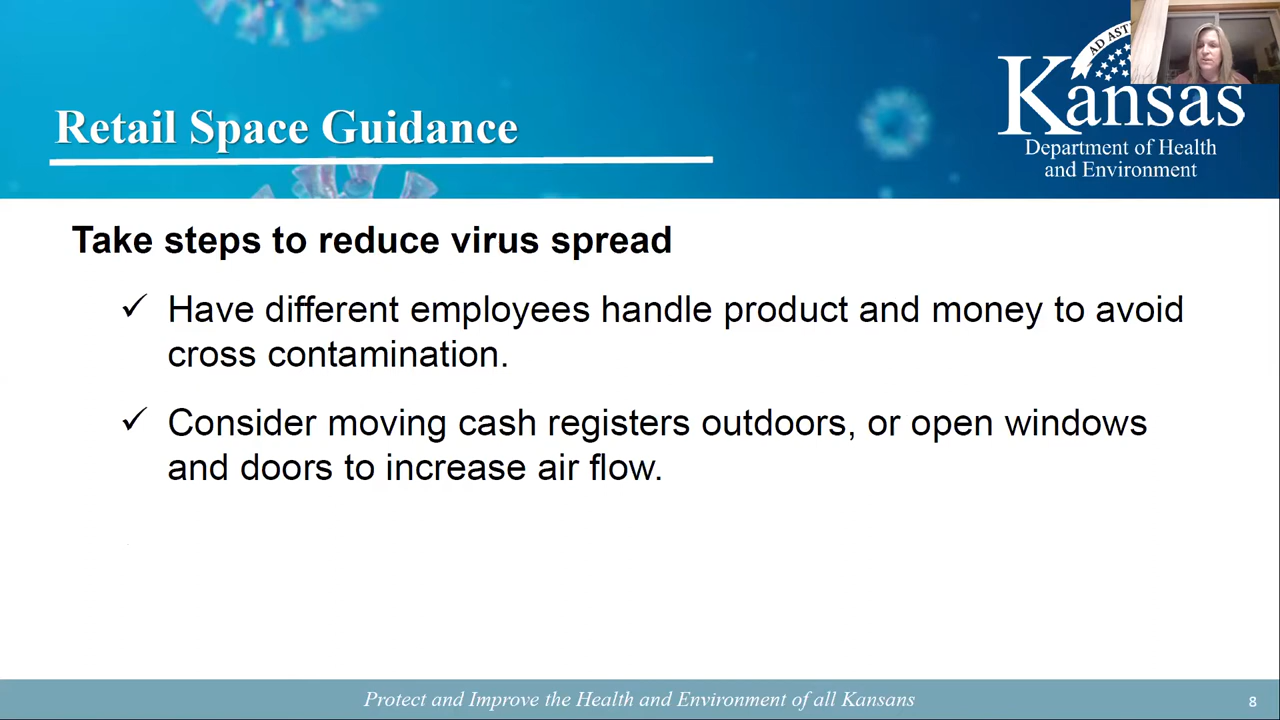 AD AST
Kansas
Department of Health
and Environment
Retail Space Guidance
Take steps to reduce virus spread
✓ Have different employees handle product and money to avoid
cross contamination.
✓ Consider moving cash registers outdoors, or open windows
and doors to increase air flow.
Protect and Improve the Health and Environment of all Kansans
8